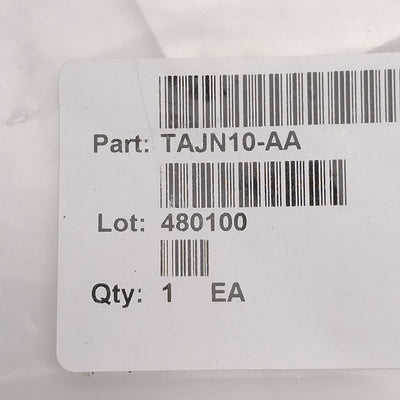 Part: TAJN10-AA
Lot: 480100
Qty: 1 EA